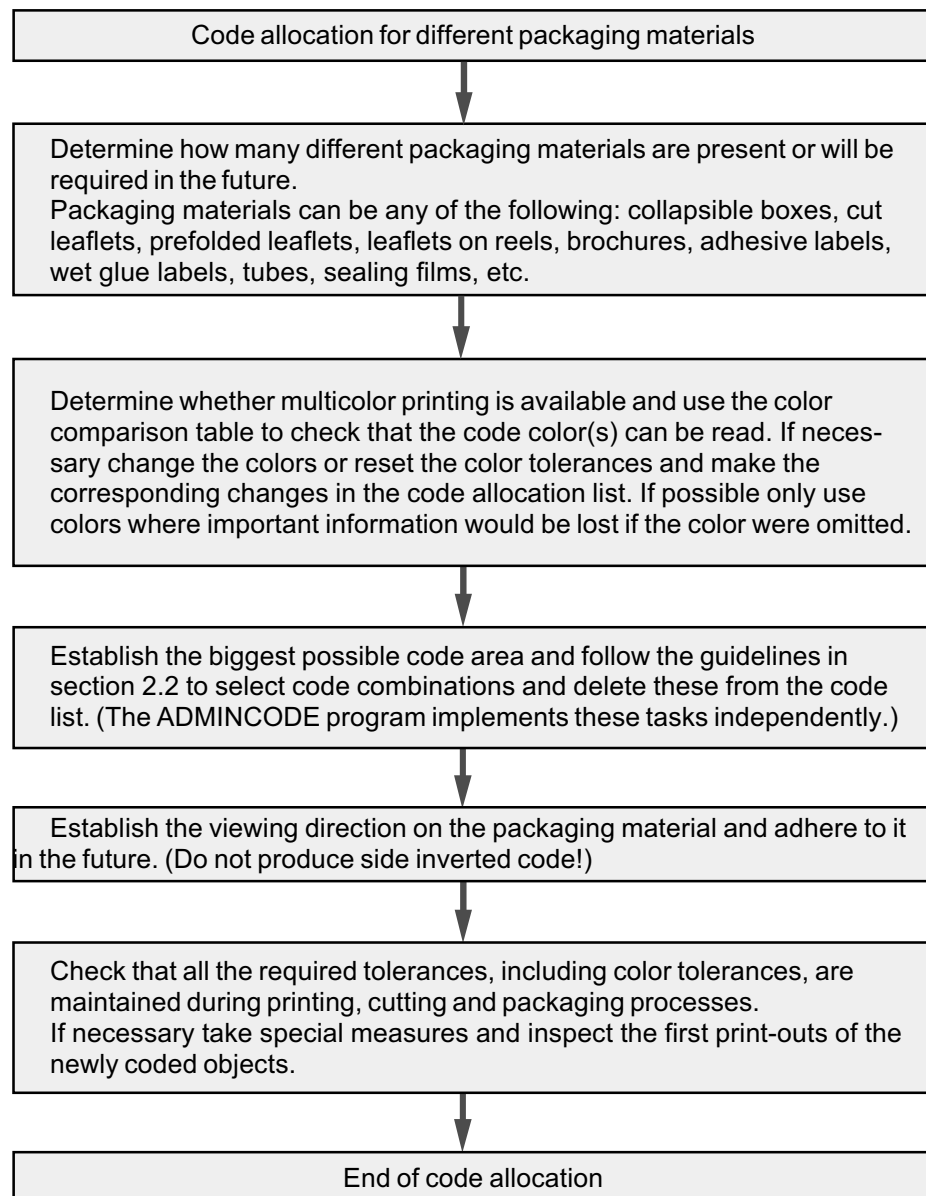 Code allocation for different packaging materials
Determine how many different packaging materials are present or will be
required in the future.
Packaging materials can be any of the following: collapsible boxes, cut
leaflets, prefolded leaflets, leaflets on reels, brochures, adhesive labels,
wet glue labels, tubes, sealing films, etc.
Determine whether multicolor printing is available and use the color
comparison table to check that the code color(s) can be read. If neces-
sary change the colors or reset the color tolerances and make the
corresponding changes in the code allocation list. If possible only use
colors where important information would be lost if the color were omitted.
Establish the biggest possible code area and follow the guidelines in
section 2.2 to select code combinations and delete these from the code
list. (The ADMINCODE program implements these tasks independently.)
Establish the viewing direction on the packaging material and adhere to it
in the future. (Do not produce side inverted code!)
Check that all the required tolerances, including color tolerances, are
maintained during printing, cutting and packaging processes.
If necessary take special measures and inspect the first print-outs of the
newly coded objects.
End of code allocation